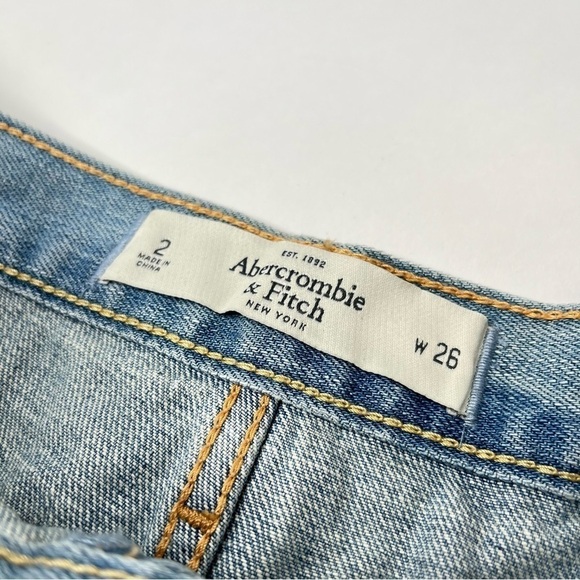 2
MADE IN
CHINA
EST. 1892
Abercrombie
& Fitch
NEW YORK
W 26